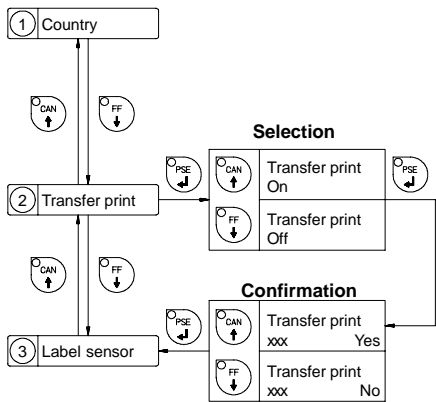 1 Country
CAN FF
Selection
PSE CAN Transfer print PSE
On
2 Transfer print
FF Transfer print
Off
CAN FF
Confirmation
PSE CAN Transfer print
xxx Yes
3 Label sensor
FF Transfer print
xxx No